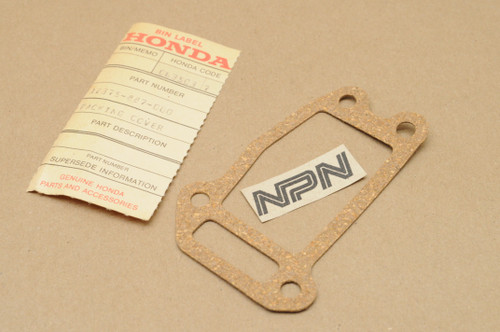 BIN LABEL
HONDA
BIN/MEMO HONDA CODE
PART NUMBER
PACKING COVER
PART DESCRIPTION
PART NUMBER
SUPERSEDE INFORMATION
GENUINE HONDA
PARTS AND ACCESSORIES
NPN